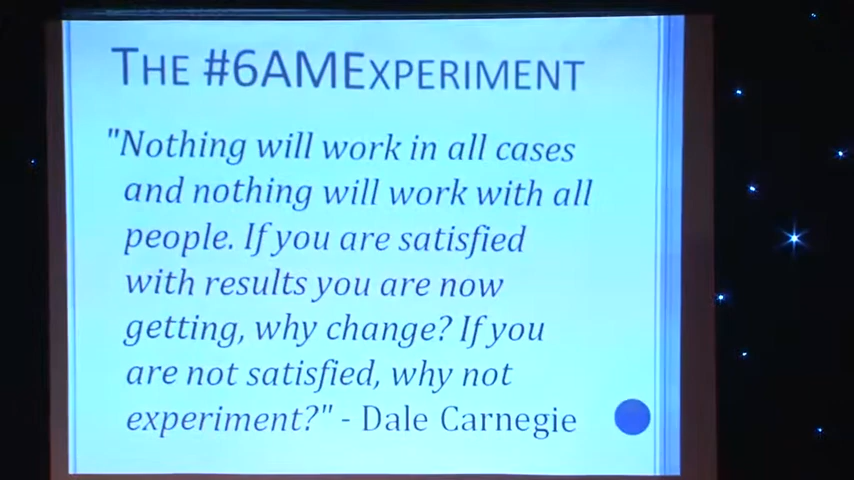 THE #6AMEXPERIMENT
"Nothing will work in all cases
and nothing will work with all
people. If you are satisfied
with results you are now
getting, why change? If you
are not satisfied, why not
experiment?" - Dale Carnegie